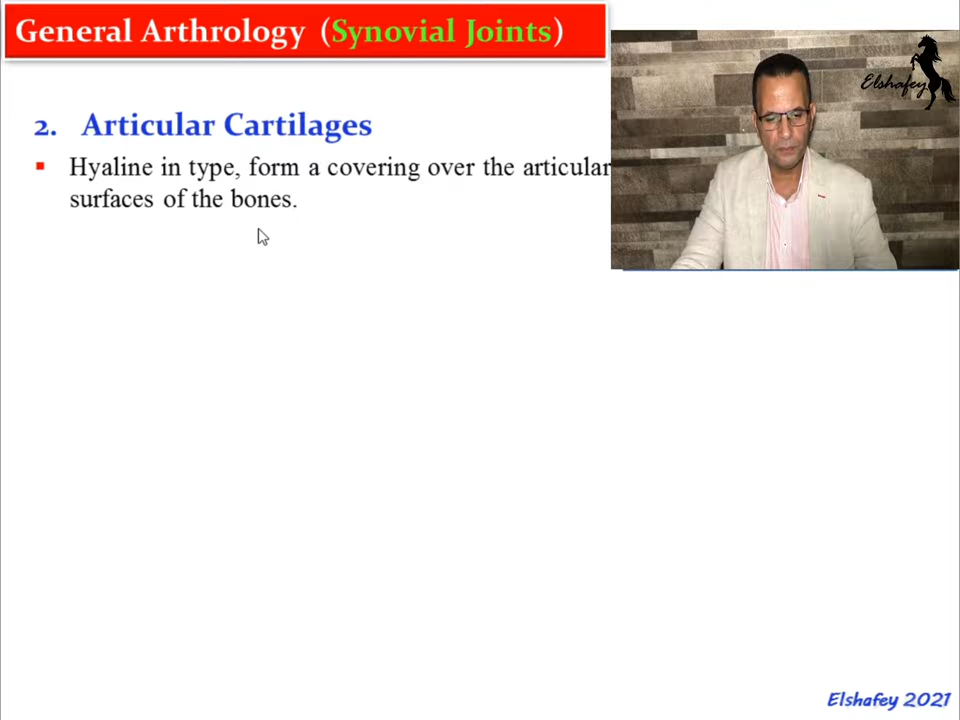 General Arthrology (Synovial Joints)
Elshafey
2. Articular Cartilages
Hyaline in type, form a covering over the articular
surfaces of the bones.
Elshafey 2021